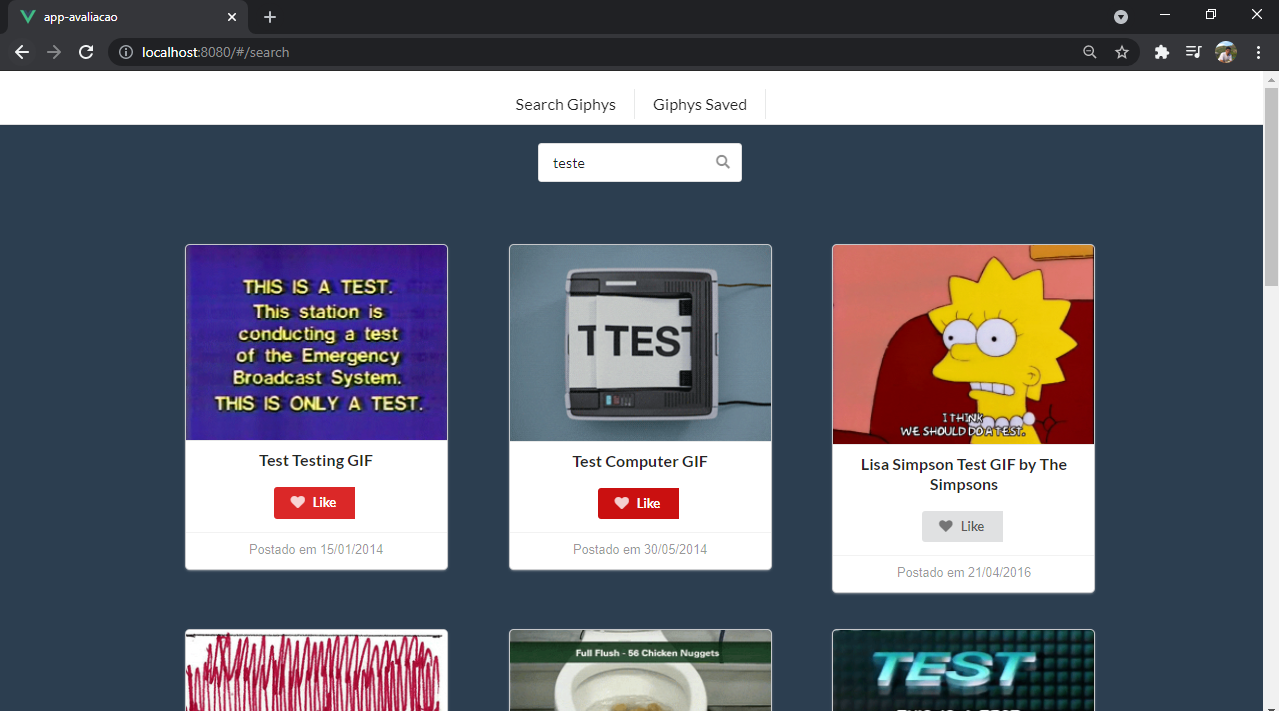 app-avaliacao
localhost:8080/#/search
Search Giphys
Giphys Saved
teste
THIS IS A TEST.
This station is
conducting a test
of the Emergency
Broadcast System.
THIS IS ONLY A TEST.
Test Testing GIF
Like
Postado em 15/01/2014
T TEST
Test Computer GIF
Like
Postado em 30/05/2014
I THINK
WE SHOULD DO A TEST.
Lisa Simpson Test GIF by The
Simpsons
Like
Postado em 21/04/2016
Full Flush - 56 Chicken Nuggets
TEST
THIS IS A TEST